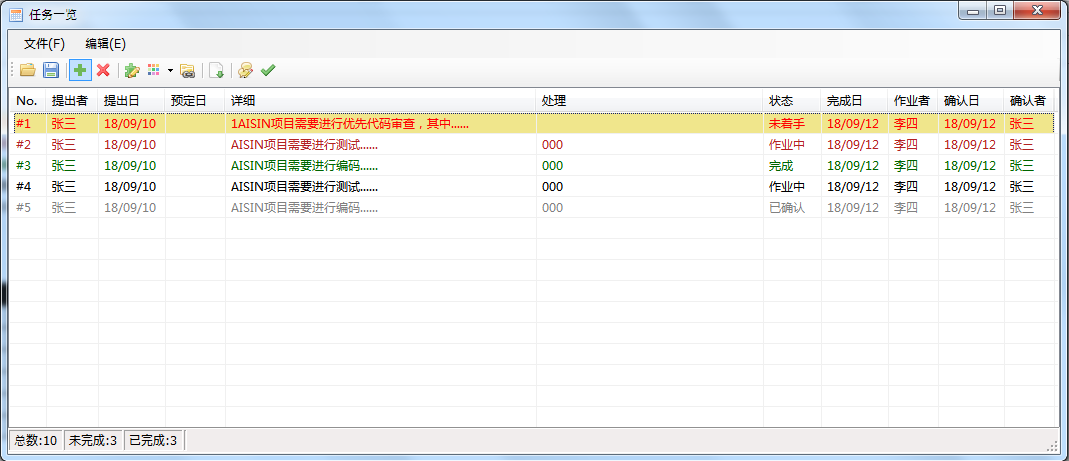 任务一览
文件(F) 编辑(E)
No. 提出者 提出日 预定日 详细 处理 状态 完成日 作业者 确认日 确认者
#1 张三 18/09/10 1AISIN项目需要进行优先代码审查，其中...... 未着手 18/09/12 李四 18/09/12 张三
#2 张三 18/09/10 AISIN项目需要进行测试...... 000 作业中 18/09/12 李四 18/09/12 张三
#3 张三 18/09/10 AISIN项目需要进行编码...... 000 完成 18/09/12 李四 18/09/12 张三
#4 张三 18/09/10 AISIN项目需要进行测试...... 000 作业中 18/09/12 李四 18/09/12 张三
#5 张三 18/09/10 AISIN项目需要进行编码...... 000 已确认 18/09/12 李四 18/09/12 张三
总数:10 未完成:3 已完成:3